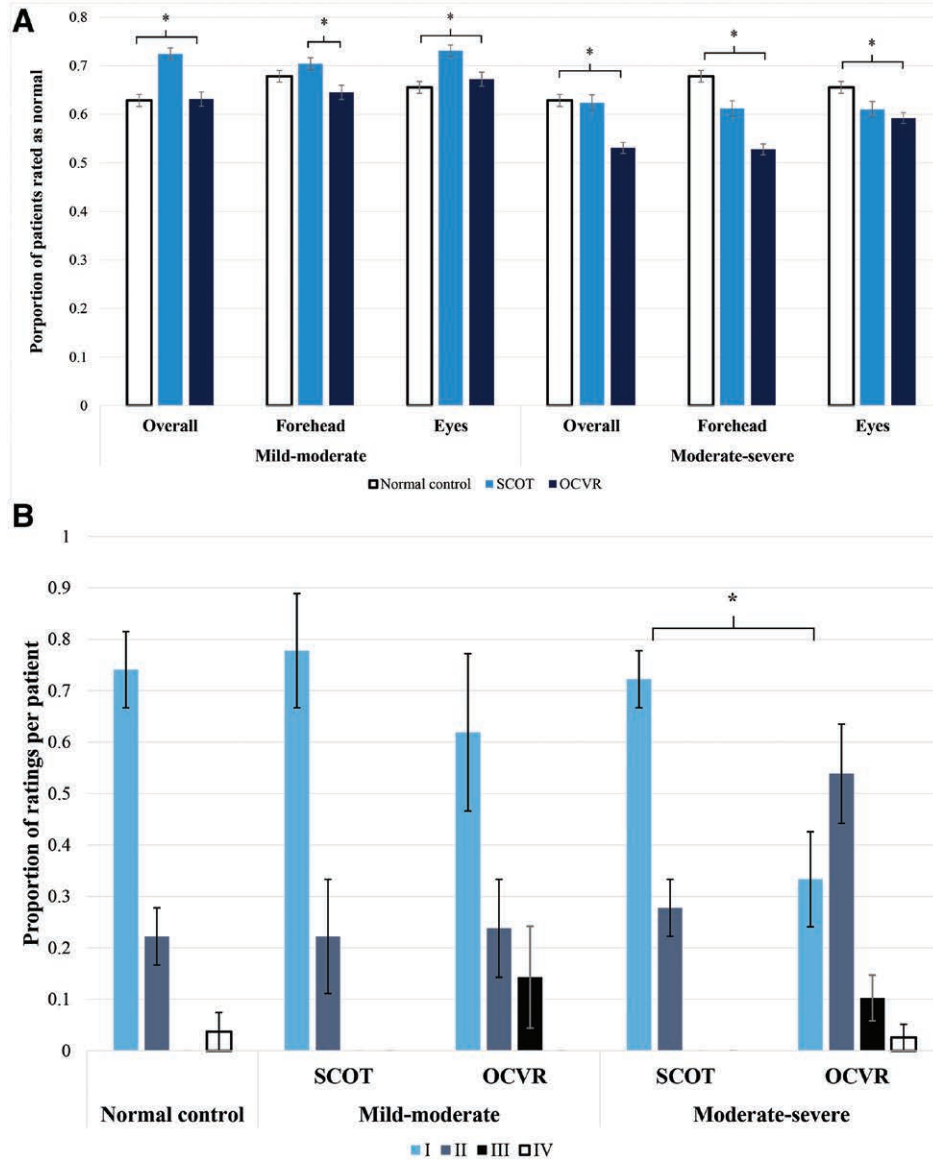 A
Porportion of patients rated as normal
0.8
0.7
0.6
0.5
0.4
0.3
0.2
0.1
0
* * * * * *
Overall Forehead Eyes Overall Forehead Eyes
Mild-moderate Moderate-severe
Normal control SCOT OCVR
B
Proportion of ratings per patient
1
0.9
0.8
0.7
0.6
0.5
0.4
0.3
0.2
0.1
0
*
SCOT OCVR SCOT OCVR
Normal control Mild-moderate Moderate-severe
I II III IV